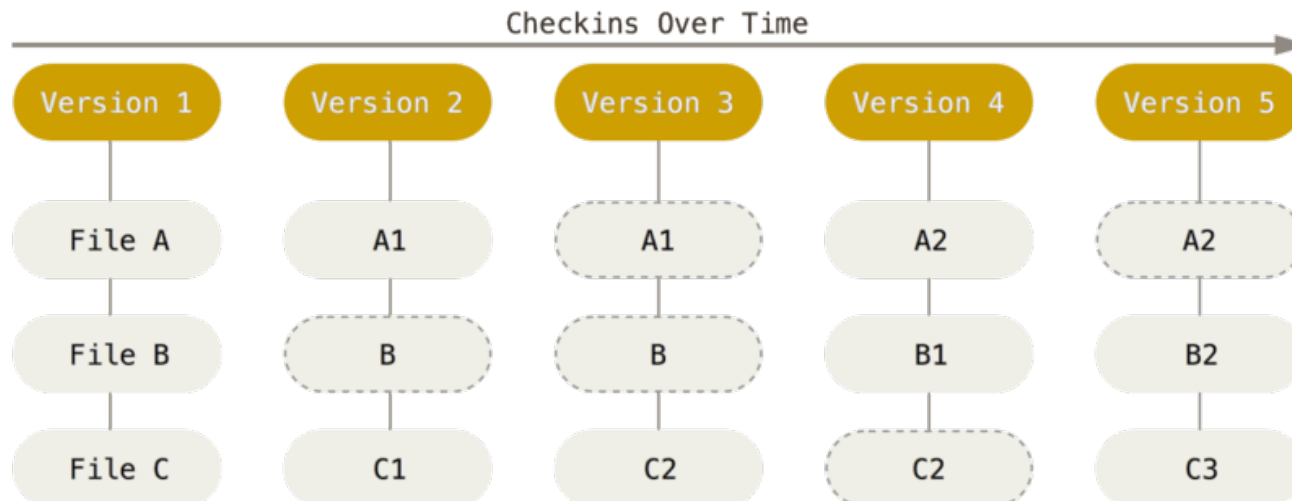 Checkins Over Time
Version 1 Version 2 Version 3 Version 4 Version 5
File A A1 A1 A2 A2
File B B B B1 B2
File C C1 C2 C2 C3